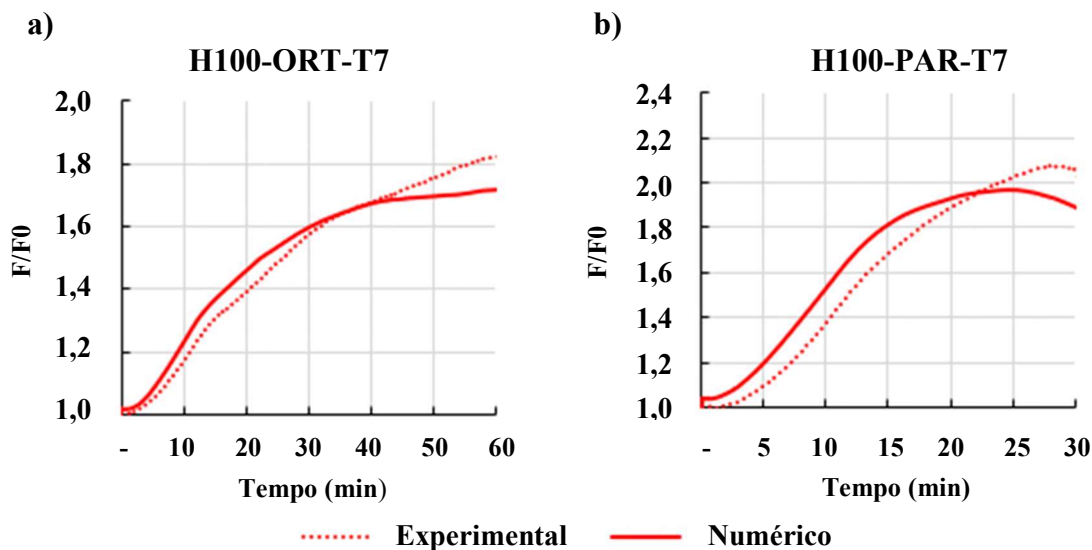 a)
H100-ORT-T7
2,0
1,8
1,6
1,4
1,2
1,0
F/F0
- 10 20 30 40 50 60
Tempo (min)
b)
H100-PAR-T7
2,4
2,2
2,0
1,8
1,6
1,4
1,2
1,0
F/F0
- 5 10 15 20 25 30
Tempo (min)
Experimental Numérico